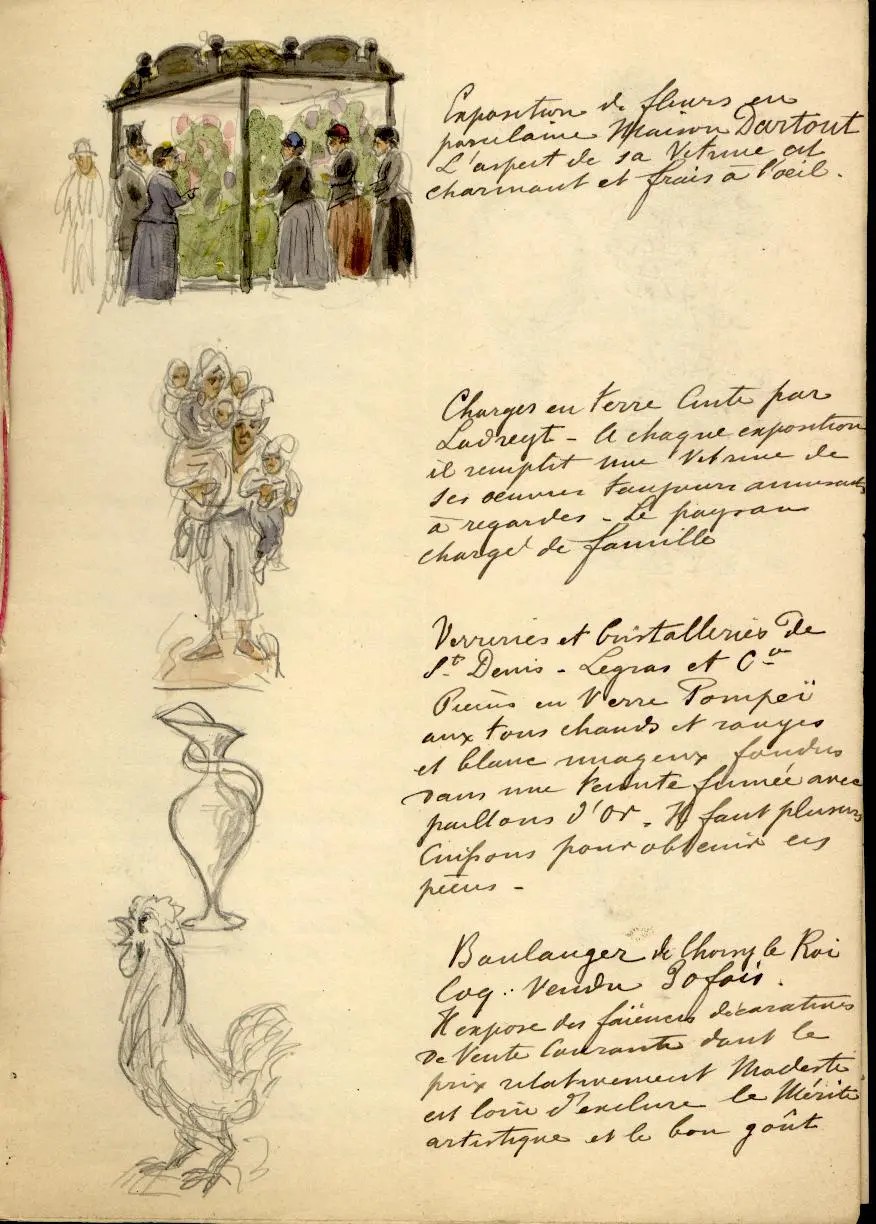 Exposition de fleurs en
porcelaine Maison Dartout
L'aspect de sa Vitrine est
charmant et frais à l'oeil.
Charges en terre Cuite par
Ladreyt - A chaque exposition
il remplit une Vitrine de
ses oeuvres toujours amusantes
à regarder - Le paysan
chargé de famille
Verreries et Cristalleries De
St Denis - Legras et Cie
Pièces en Verre Pompeï
aux tons chauds et rouges
et blanc nuageux fondus
dans une teinte fumée avec
paillons d'Or. Il faut plusieurs
Cuissons pour obtenir ces
pièces -
Boulanger de Choisy le Roi
Coq : Vendu 30 fois.
Il expose des faïences décoratives
de Vente Courante dont le
prix relativement Modeste
est loin d'exclure le Mérite
artistique et le bon goût